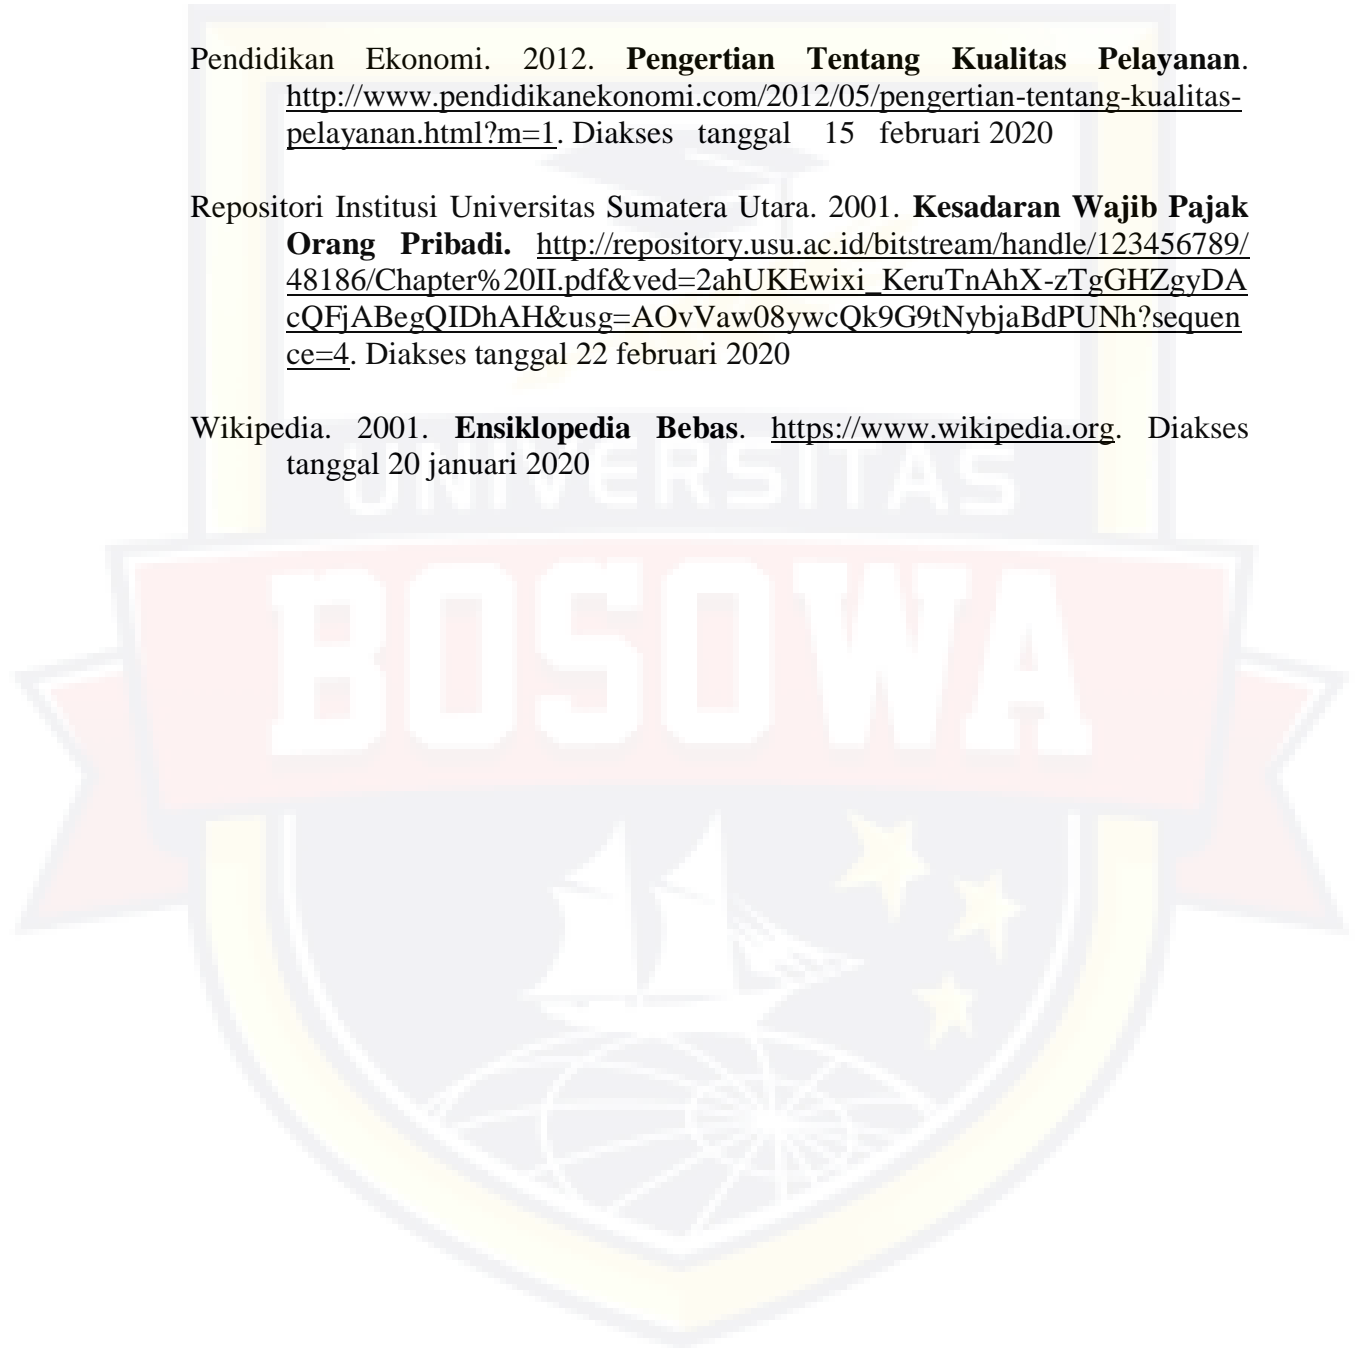 Pendidikan Ekonomi. 2012. Pengertian Tentang Kualitas Pelayanan.
http://www.pendidikanekonomi.com/2012/05/pengertian-tentang-kualitas-
pelayanan.html?m=1. Diakses tanggal 15 februari 2020
Repositori Institusi Universitas Sumatera Utara. 2001. Kesadaran Wajib Pajak
Orang Pribadi. http://repository.usu.ac.id/bitstream/handle/123456789/
48186/Chapter%20II.pdf&ved=2ahUKEwixi_KeruTnAhX-zTgGHZgyDA
cQFjABegQIDhAH&usg=AOvVaw08ywcQk9G9tNybjaBdPUNh?sequen
ce=4. Diakses tanggal 22 februari 2020
Wikipedia. 2001. Ensiklopedia Bebas. https://www.wikipedia.org. Diakses
tanggal 20 januari 2020
UNIVERSITAS
BOSOWA